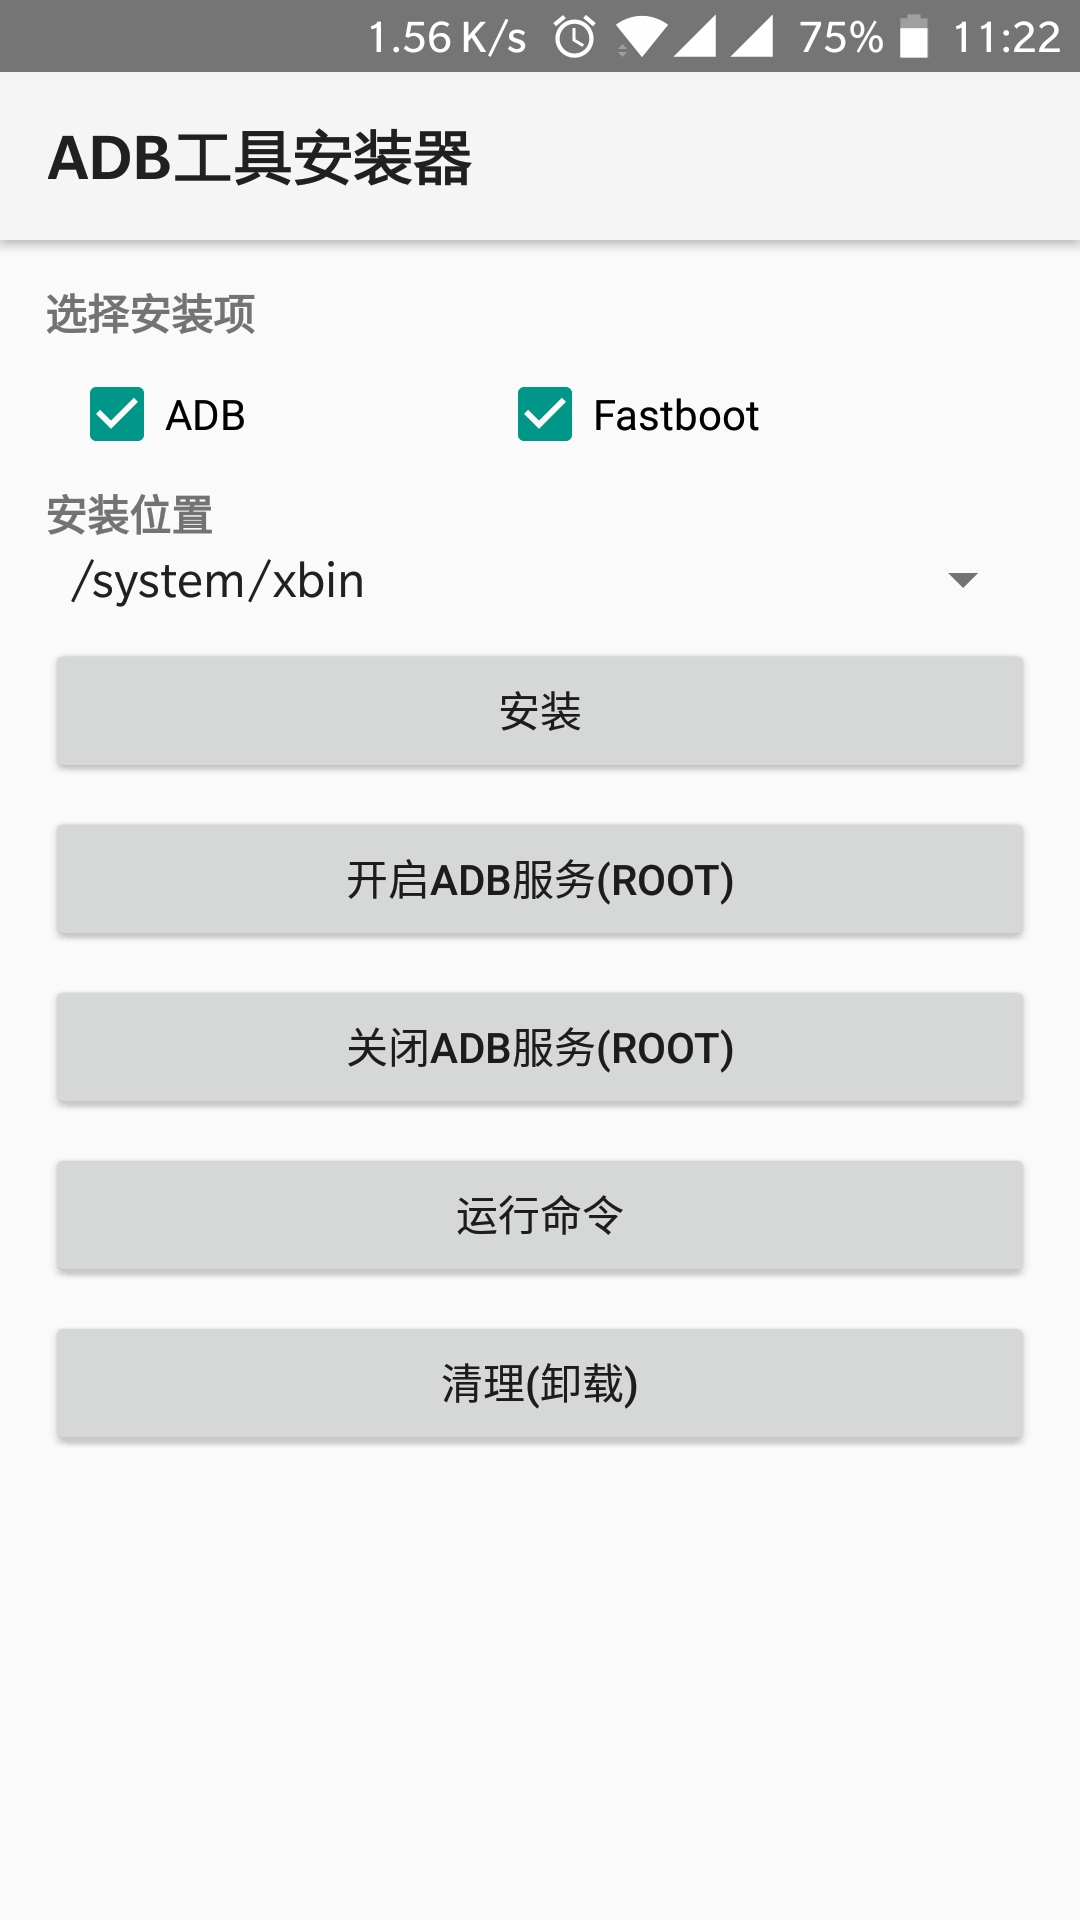 1.56 K/s 75% 11:22
ADB工具安装器
选择安装项
ADB Fastboot
安装位置
/system/xbin
安装
开启ADB服务(ROOT)
关闭ADB服务(ROOT)
运行命令
清理(卸载)